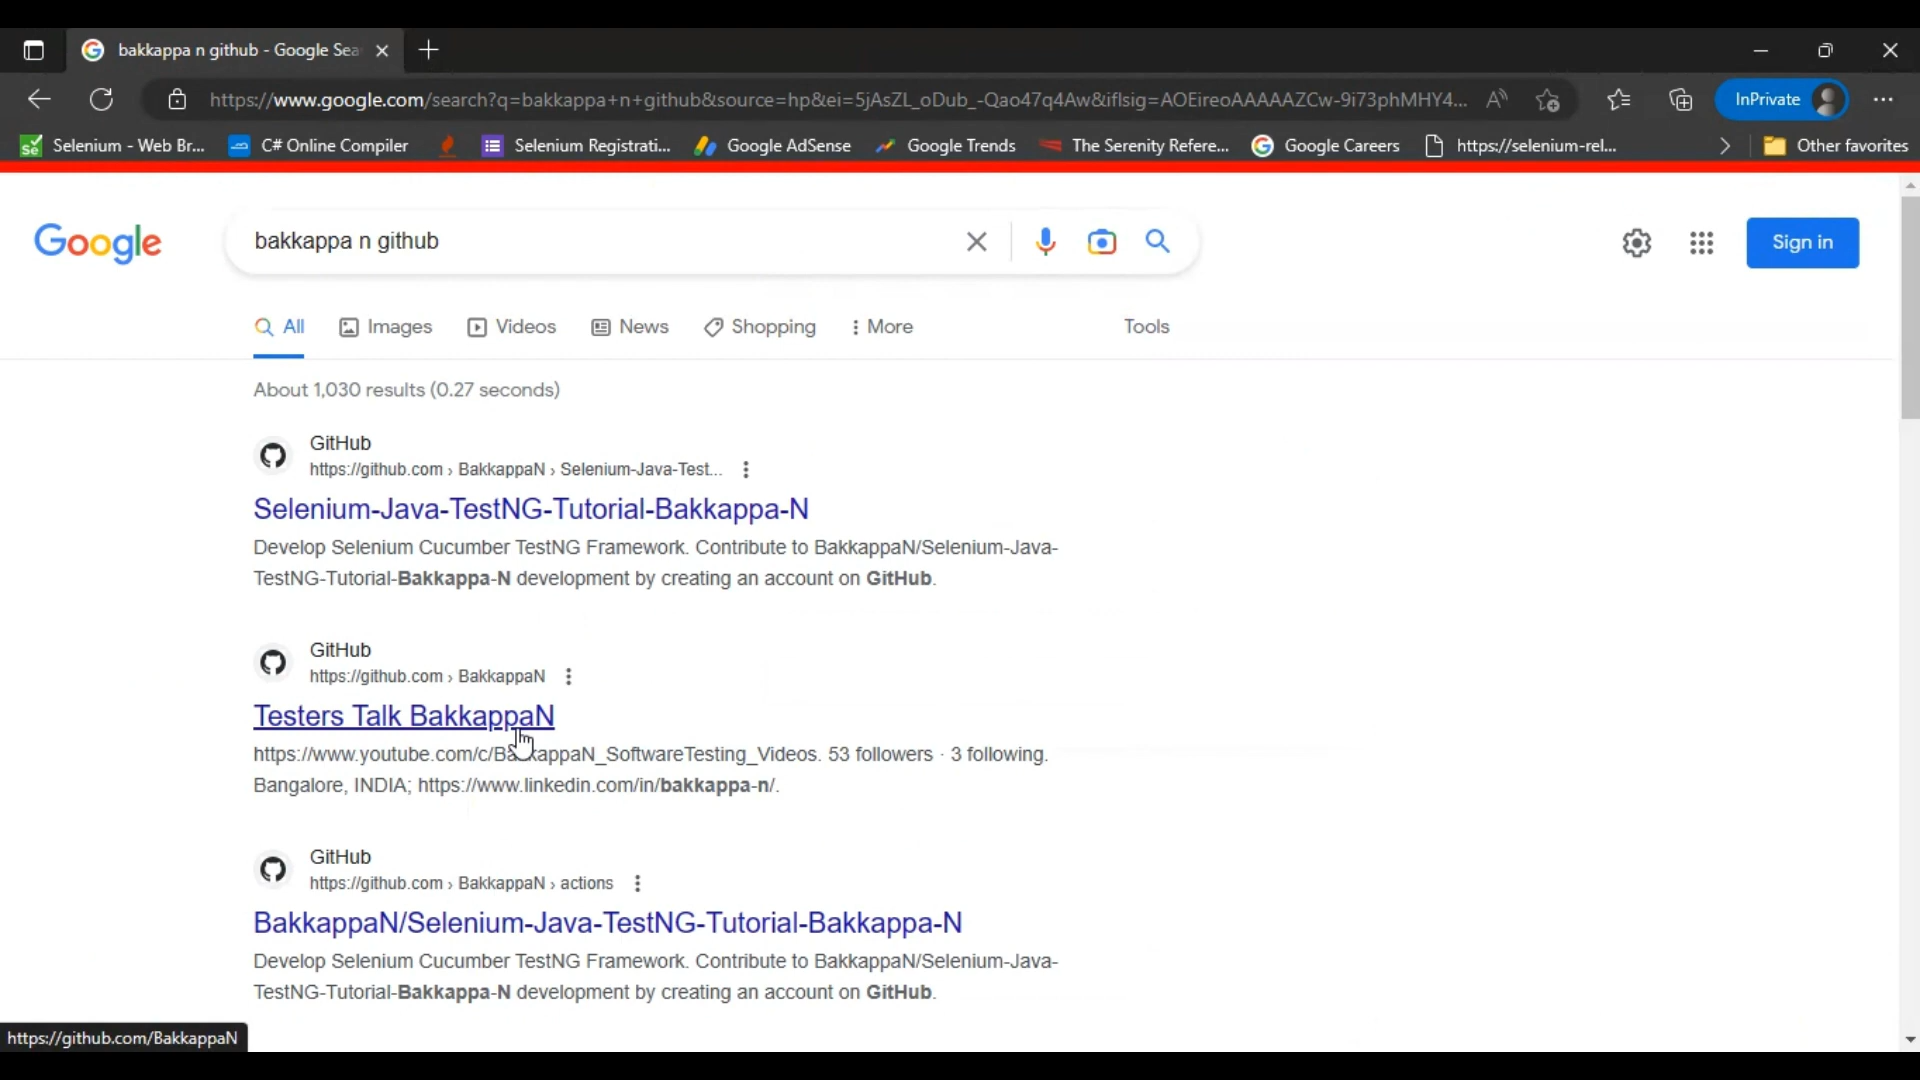 bakkappa n github - Google Sea
https://www.google.com/search?q=bakkappa+n+github&source=hp&ei=5jAsZL_oDub_-Qao47q4Aw&iflsig=AOEireoAAAAAZCw-9i73phMHY4...
InPrivate
Selenium - Web Br...
C# Online Compiler
Selenium Registrati...
Google AdSense
Google Trends
The Serenity Refere...
Google Careers
https://selenium-rel...
Other favorites
Google
bakkappa n github
Sign in
All
Images
Videos
News
Shopping
More
Tools
About 1,030 results (0.27 seconds)
GitHub
https://github.com › BakkappaN › Selenium-Java-Test...
Selenium-Java-TestNG-Tutorial-Bakkappa-N
Develop Selenium Cucumber TestNG Framework. Contribute to BakkappaN/Selenium-Java-
TestNG-Tutorial-Bakkappa-N development by creating an account on GitHub.
GitHub
https://github.com › BakkappaN
Testers Talk BakkappaN
https://www.youtube.com/c/BakkappaN_SoftwareTesting_Videos. 53 followers · 3 following.
Bangalore, INDIA; https://www.linkedin.com/in/bakkappa-n/.
GitHub
https://github.com › BakkappaN › actions
BakkappaN/Selenium-Java-TestNG-Tutorial-Bakkappa-N
Develop Selenium Cucumber TestNG Framework. Contribute to BakkappaN/Selenium-Java-
TestNG-Tutorial-Bakkappa-N development by creating an account on GitHub.
https://github.com/BakkappaN